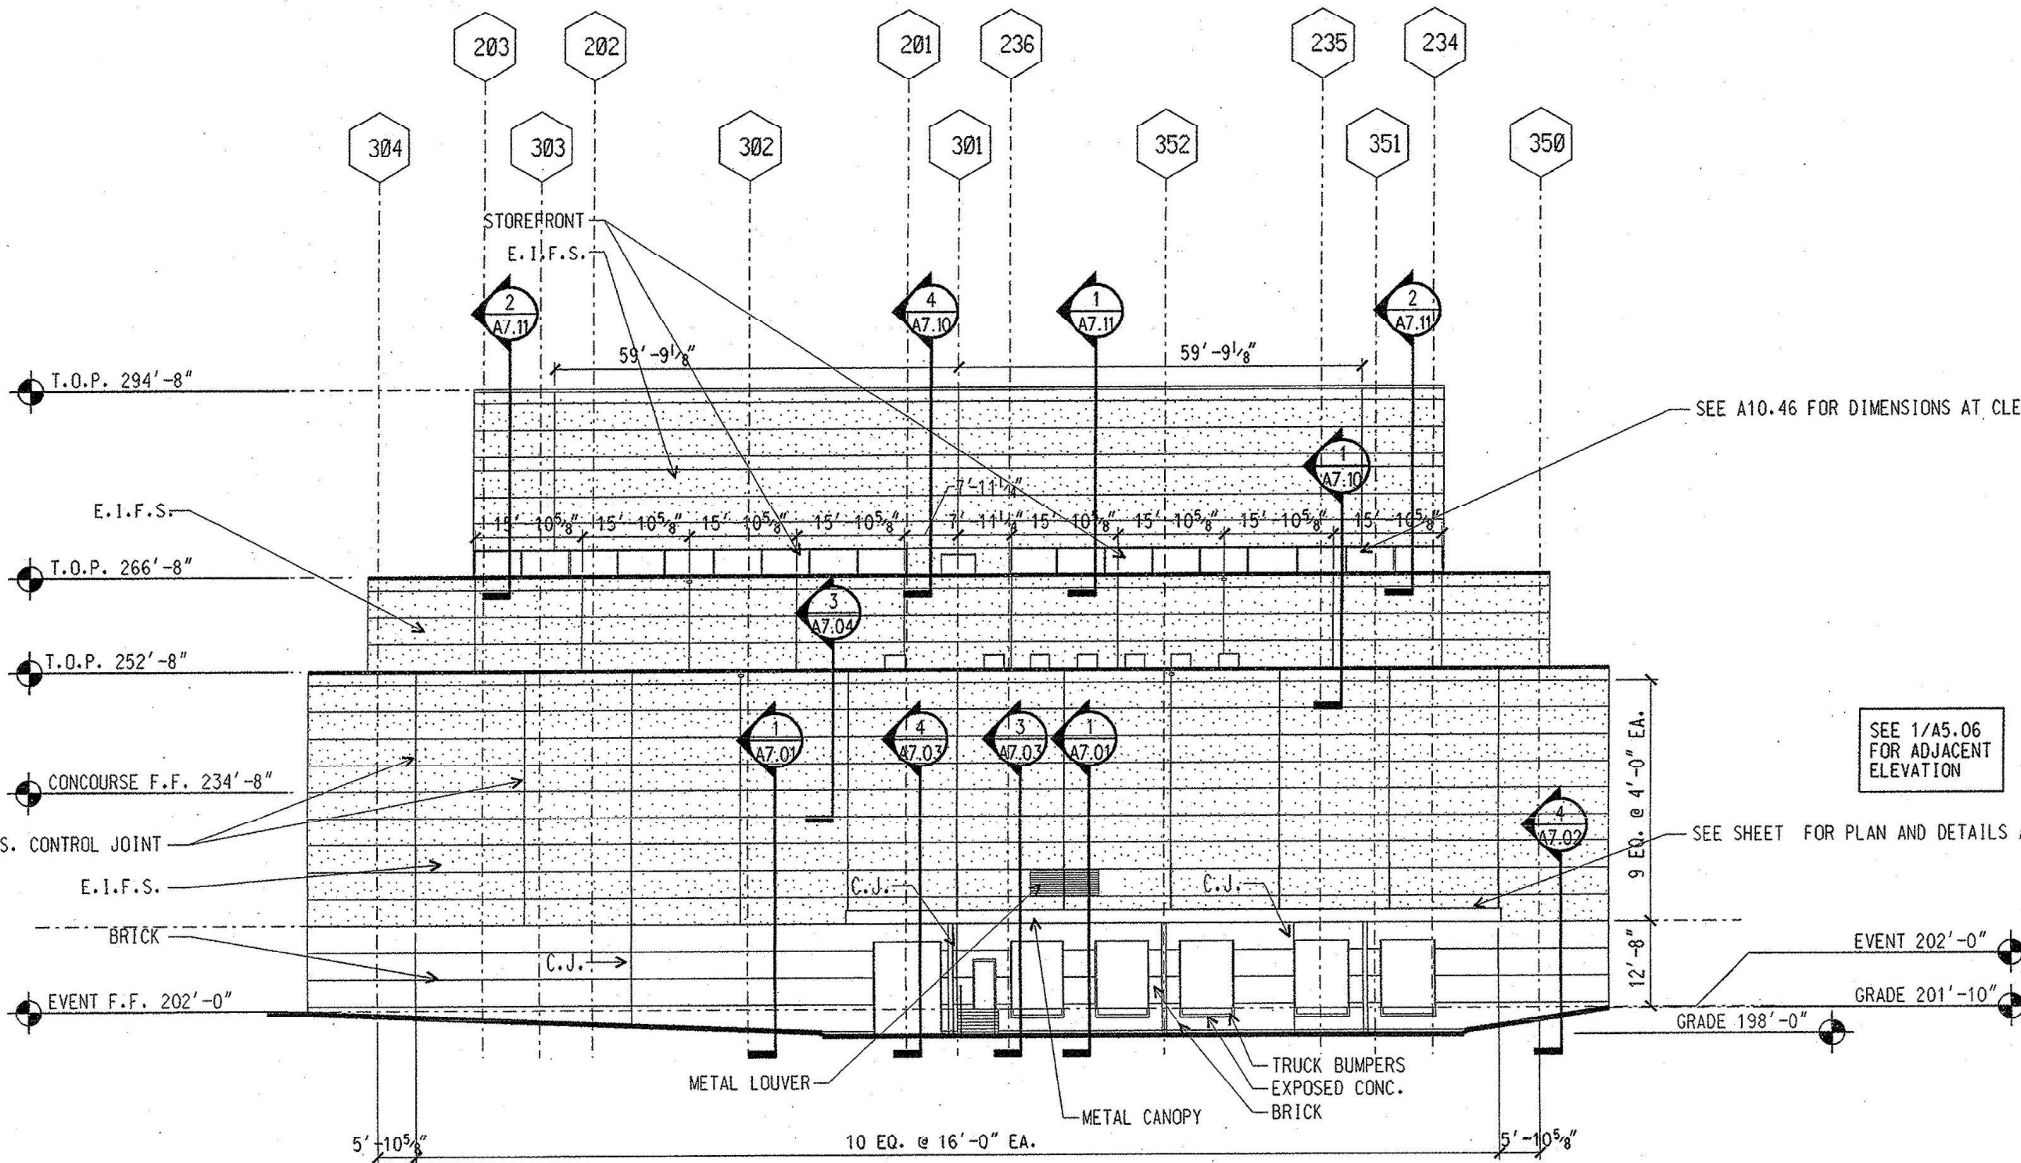 203
202
201
236
235
234
304
303
302
301
352
351
350
STOREFRONT
E.I.F.S.
2
A7.11
4
A7.10
1
A7.11
2
A7.11
59'-9 1/8"
59'-9 1/8"
T.O.P. 294'-8"
SEE A10.46 FOR DIMENSIONS AT CLE
1
A7.10
7'-11 1/4"
E.I.F.S.
15' 10 5/8" 15' 10 5/8" 15' 10 5/8" 15' 10 5/8" 7'-11 1/4" 15' 10 5/8" 15' 10 5/8" 15' 10 5/8" 15' 10 5/8"
T.O.P. 266'-8"
3
A7.04
T.O.P. 252'-8"
1
A7.01
4
A7.03
3
A7.03
1
A7.01
9 EQ. @ 4'-0" EA.
SEE 1/A5.06
FOR ADJACENT
ELEVATION
CONCOURSE F.F. 234'-8"
4
A7.02
S. CONTROL JOINT
SEE SHEET FOR PLAN AND DETAILS
E.I.F.S.
C.J.
C.J.
BRICK
C.J.
12'-8"
EVENT 202'-0"
EVENT F.F. 202'-0"
GRADE 201'-10"
GRADE 198'-0"
METAL LOUVER
TRUCK BUMPERS
EXPOSED CONC.
BRICK
METAL CANOPY
5'-10 5/8"
10 EQ. @ 16'-0" EA.
5'-10 5/8"